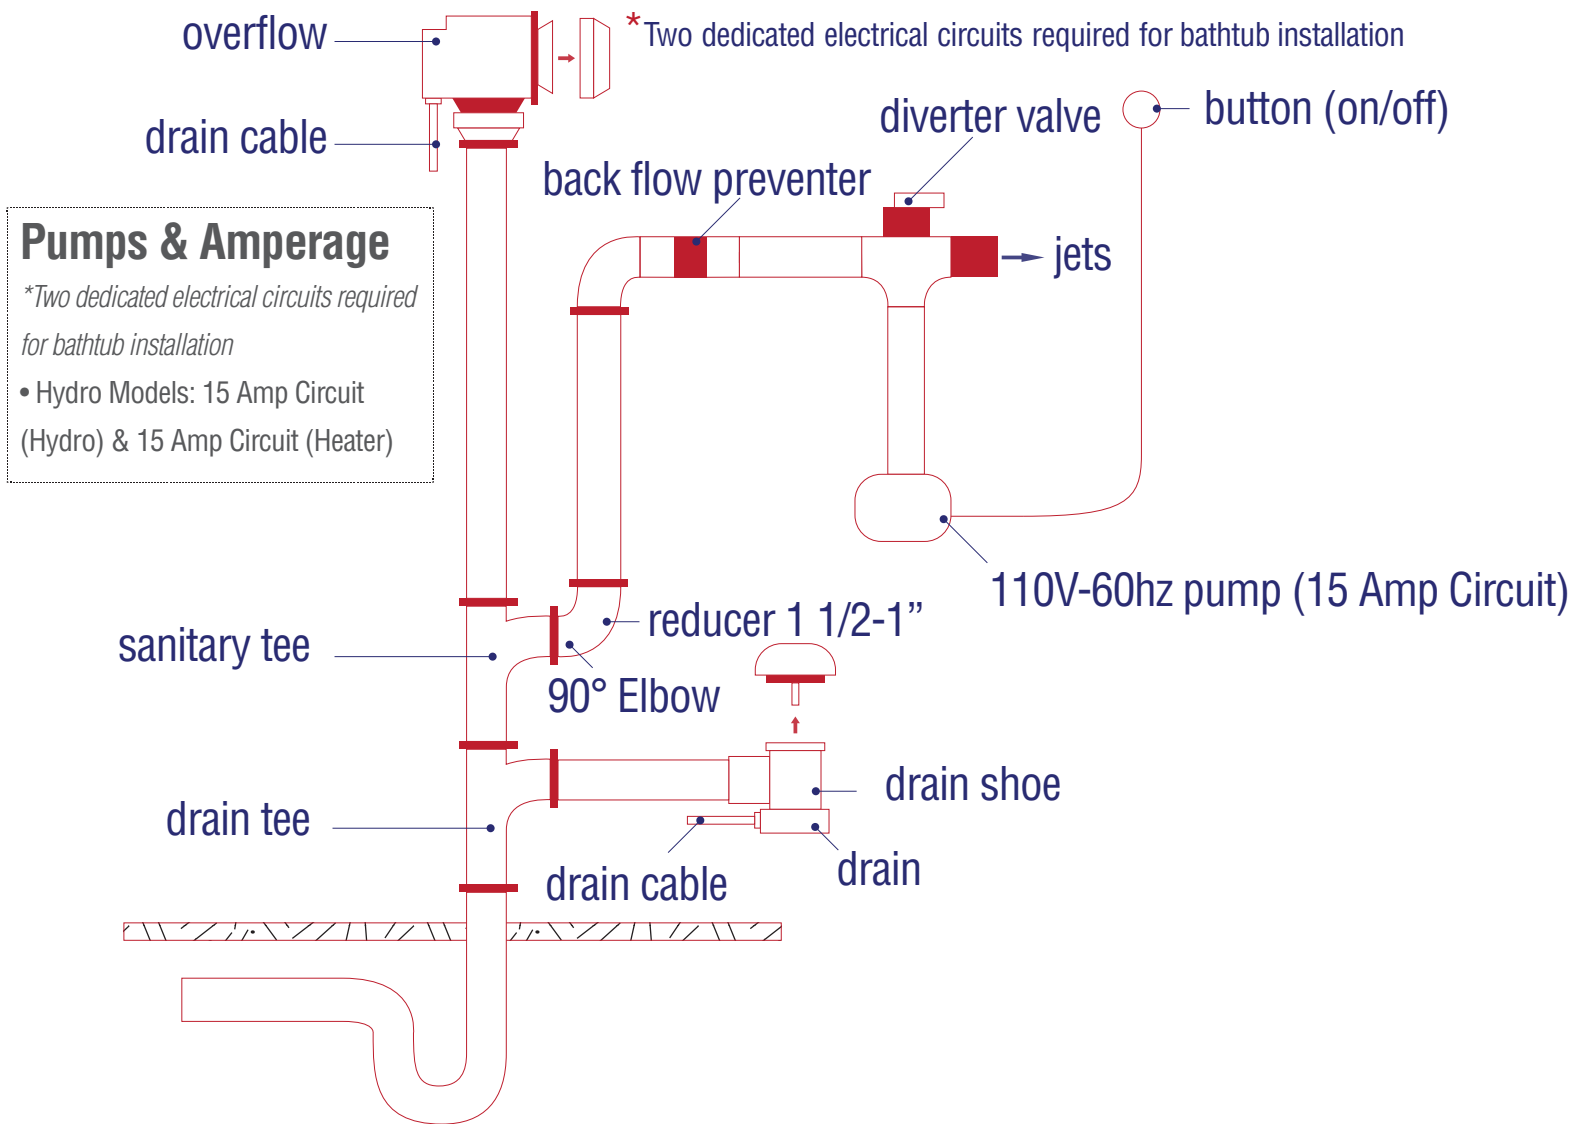 overflow
*Two dedicated electrical circuits required for bathtub installation
drain cable
diverter valve
button (on/off)
back flow preventer
Pumps & Amperage
*Two dedicated electrical circuits required
for bathtub installation
• Hydro Models: 15 Amp Circuit
(Hydro) & 15 Amp Circuit (Heater)
jets
110V-60hz pump (15 Amp Circuit)
reducer 1 1/2-1”
sanitary tee
90° Elbow
drain shoe
drain tee
drain cable
drain